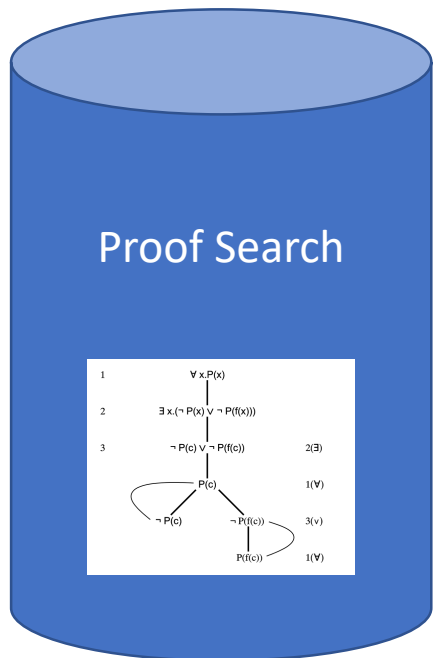 Proof Search
1 ∀ x.P(x)
2 ∃ x.(¬ P(x) ∨ ¬ P(f(x)))
3 ¬ P(c) ∨ ¬ P(f(c)) 2(∃)
P(c) 1(∀)
¬ P(c) ¬ P(f(c)) 3(∨)
P(f(c)) 1(∀)